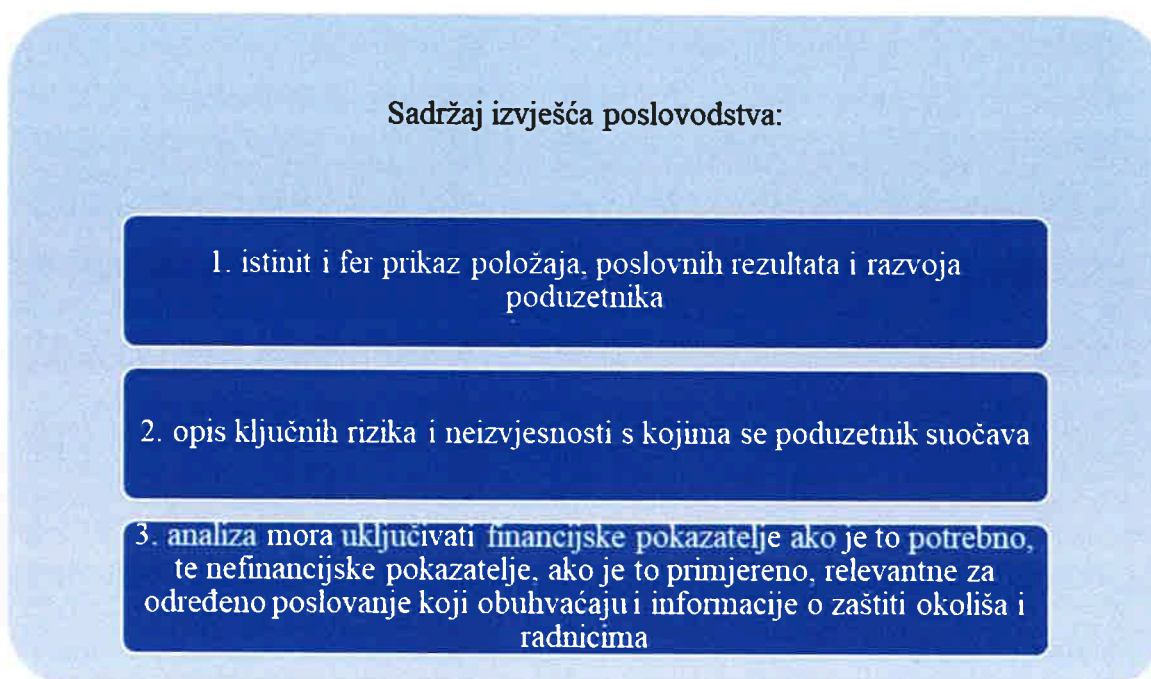 Sadržaj izvješća poslovodstva:
1. istinit i fer prikaz položaja, poslovnih rezultata i razvoja
poduzetnika
2. opis ključnih rizika i neizvjesnosti s kojima se poduzetnik suočava
3. analiza mora uključivati financijske pokazatelje ako je to potrebno,
te nefinancijske pokazatelje, ako je to primjereno, relevantne za
određeno poslovanje koji obuhvaćaju i informacije o zaštiti okoliša i
radnicima